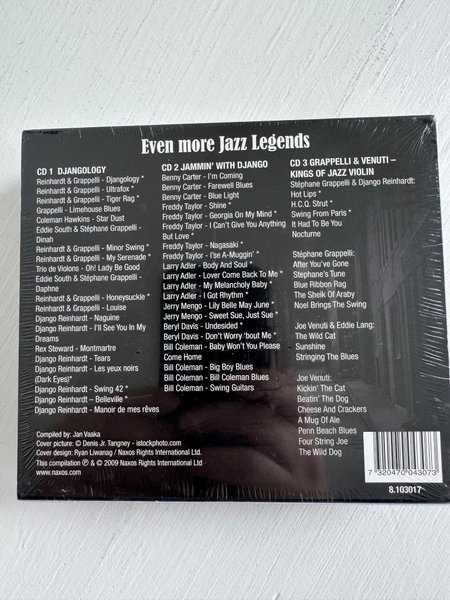 Even more Jazz Legends
CD 1 DJANGOLOGY
Reinhardt & Grappelli - Djangology *
Reinhardt & Grappelli - Ultrafox *
Reinhardt & Grappelli - Tiger Rag *
Grappelli - Limehouse Blues
Coleman Hawkins - Star Dust
Eddie South & Stéphane Grappelli -
Dinah
Reinhardt & Grappelli - Minor Swing *
Reinhardt & Grappelli - My Serenade *
Trio de Violons - Oh! Lady Be Good
Eddie South & Stéphane Grappelli -
Daphne
Reinhardt & Grappelli - Honeysuckle *
Reinhardt & Grappelli - Louise
Django Reinhardt - Naguine
Django Reinhardt - I'll See You In My
Dreams
Rex Steward - Montmartre
Django Reinhardt - Tears
Django Reinhardt - Les yeux noirs
(Dark Eyes)*
Django Reinhardt - Swing 42 *
Django Reinhardt – Belleville *
Django Reinhardt - Manoir de mes rêves
CD 2 JAMMIN' WITH DJANGO
Benny Carter - I'm Coming
Benny Carter - Farewell Blues
Benny Carter - Blue Light
Freddy Taylor - Shine *
Freddy Taylor - Georgia On My Mind *
Freddy Taylor - I Can't Give You Anything
But Love *
Freddy Taylor - Nagasaki *
Freddy Taylor - I'se A-Muggin' *
Larry Adler - Body And Soul *
Larry Adler - Lover Come Back To Me *
Larry Adler - My Melancholy Baby *
Larry Adler - I Got Rhythm *
Jerry Mengo - Lily Belle May June *
Jerry Mengo - Sweet Sue, Just Sue *
Beryl Davis - Undesided *
Beryl Davis - Don't Worry 'bout Me *
Bill Coleman - Baby Won't You Please
Come Home
Bill Coleman - Big Boy Blues
Bill Coleman - Bill Coleman Blues
Bill Coleman - Swing Guitars
CD 3 GRAPPELLI & VENUTI –
KINGS OF JAZZ VIOLIN
Stéphane Grappelli & Django Reinhardt:
Hot Lips *
H.C.Q. Strut *
Swing From Paris *
It Had To Be You
Nocturne
Stéphane Grappelli:
After You've Gone
Stephane's Tune
Blue Ribbon Rag
The Sheik Of Araby
Noel Brings The Swing
Joe Venuti & Eddie Lang:
The Wild Cat
Sunshine
Stringing The Blues
Joe Venuti:
Kickin' The Cat
Beatin' The Dog
Cheese And Crackers
A Mug Of Ale
Penn Beach Blues
Four String Joe
The Wild Dog
Compiled by: Jan Vaaka
Cover picture: © Denis Jr. Tangney - istockphoto.com
Cover design: Ryan Liwanag / Naxos Rights International Ltd.
This compilation ℗ & © 2009 Naxos Rights International Ltd
www.naxos.com
7 320470 043073
8.103017